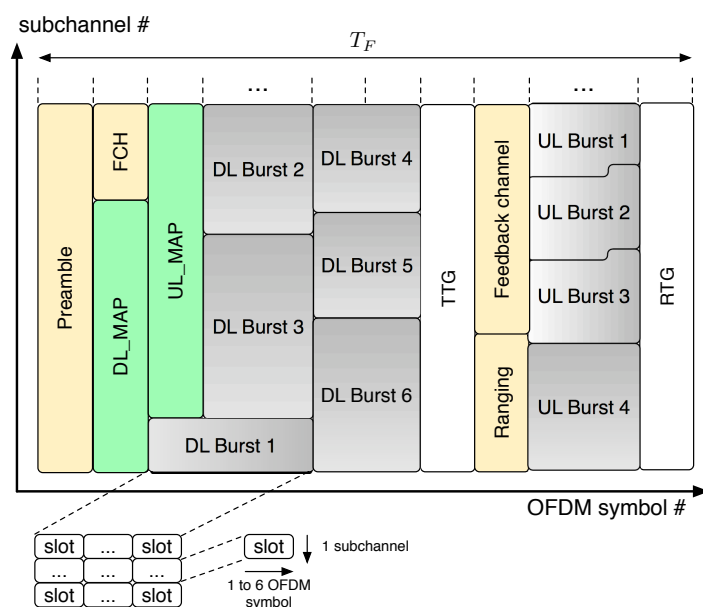 subchannel #
T_F
... ...
Preamble
FCH
DL_MAP
UL_MAP
DL Burst 2
DL Burst 3
DL Burst 1
DL Burst 4
DL Burst 5
DL Burst 6
TTG
Feedback channel
Ranging
UL Burst 1
UL Burst 2
UL Burst 3
UL Burst 4
RTG
OFDM symbol #
slot ... slot
... ... ...
slot ... slot
slot
1 subchannel
1 to 6 OFDM
symbol